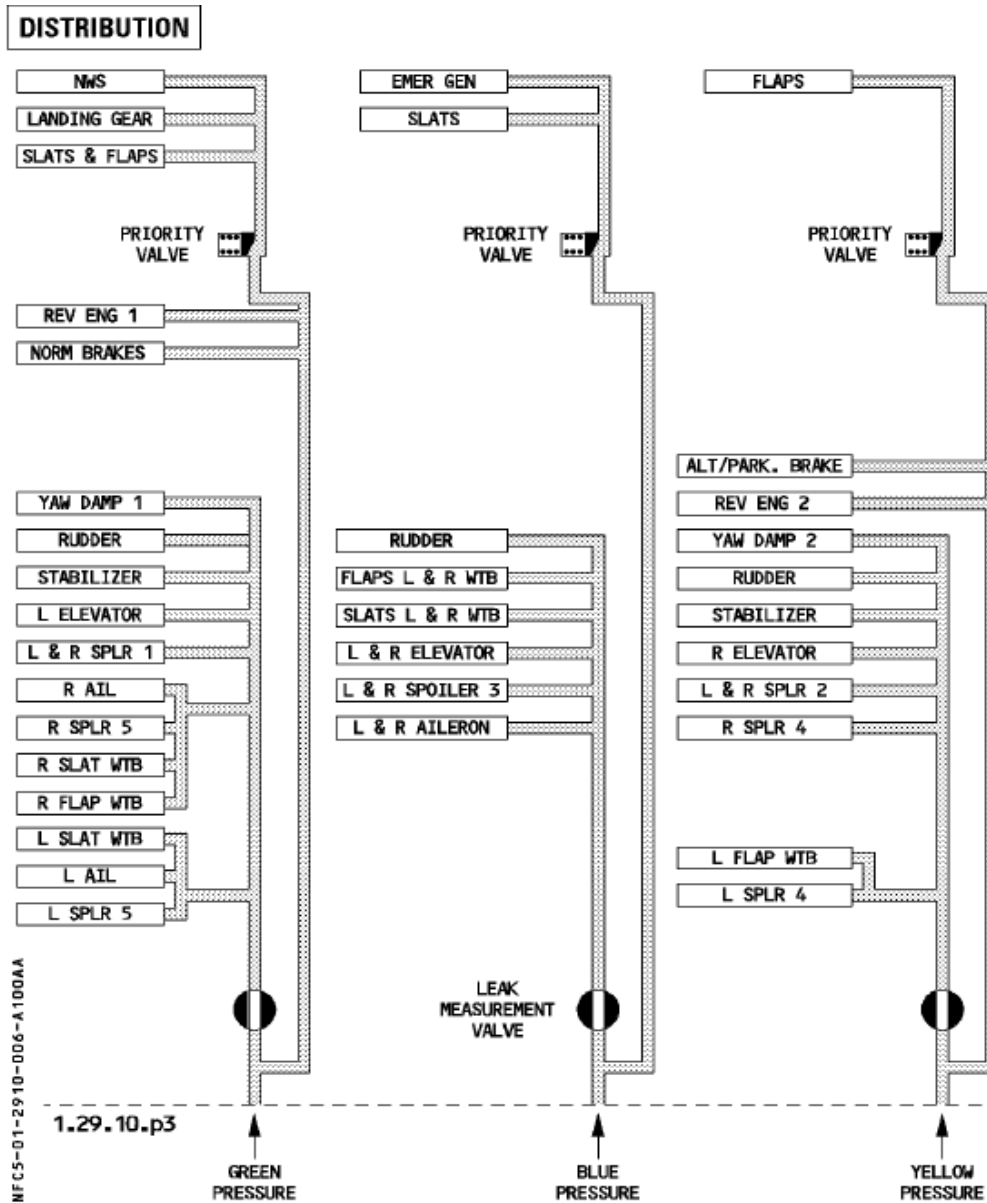 DISTRIBUTION
NWS
LANDING GEAR
SLATS & FLAPS
PRIORITY
VALVE
REV ENG 1
NORM BRAKES
YAW DAMP 1
RUDDER
STABILIZER
L ELEVATOR
L & R SPLR 1
R AIL
R SPLR 5
R SLAT WTB
R FLAP WTB
L SLAT WTB
L AIL
L SPLR 5
EMER GEN
SLATS
PRIORITY
VALVE
RUDDER
FLAPS L & R WTB
SLATS L & R WTB
L & R ELEVATOR
L & R SPOILER 3
L & R AILERON
LEAK
MEASUREMENT
VALVE
FLAPS
PRIORITY
VALVE
ALT/PARK. BRAKE
REV ENG 2
YAW DAMP 2
RUDDER
STABILIZER
R ELEVATOR
L & R SPLR 2
R SPLR 4
L FLAP WTB
L SPLR 4
NFC5-01-2910-006-A100AA
1.29.10.p3
GREEN
PRESSURE
BLUE
PRESSURE
YELLOW
PRESSURE